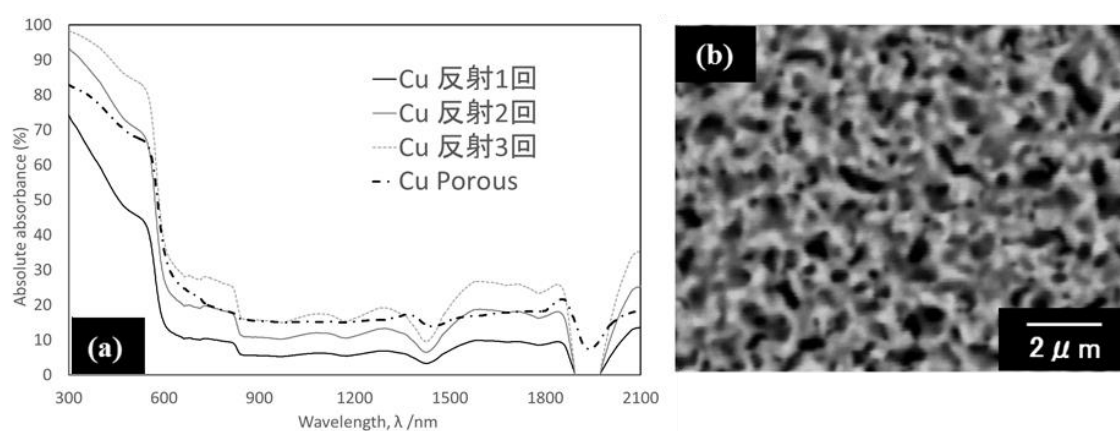 100
90
80
70
60
50
40
30
20
10
0
Absolute absorbance (%)
300 600 900 1200 1500 1800 2100
Wavelength, λ /nm
Cu 反射1回
Cu 反射2回
Cu 反射3回
Cu Porous
(a)
(b)
2 μ m